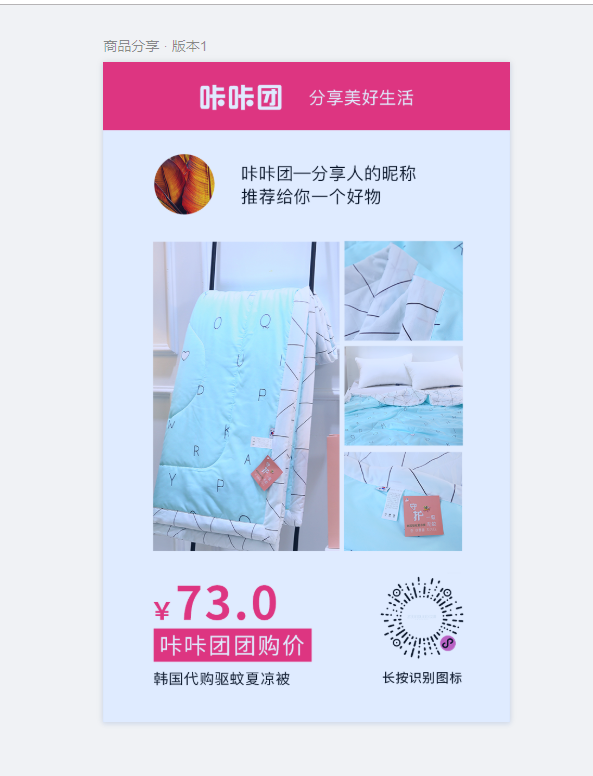 商品分享 · 版本1
咔咔团 分享美好生活
咔咔团一分享人的昵称
推荐给你一个好物
¥73.0
咔咔团团购价
韩国代购驱蚊夏凉被
长按识别图标